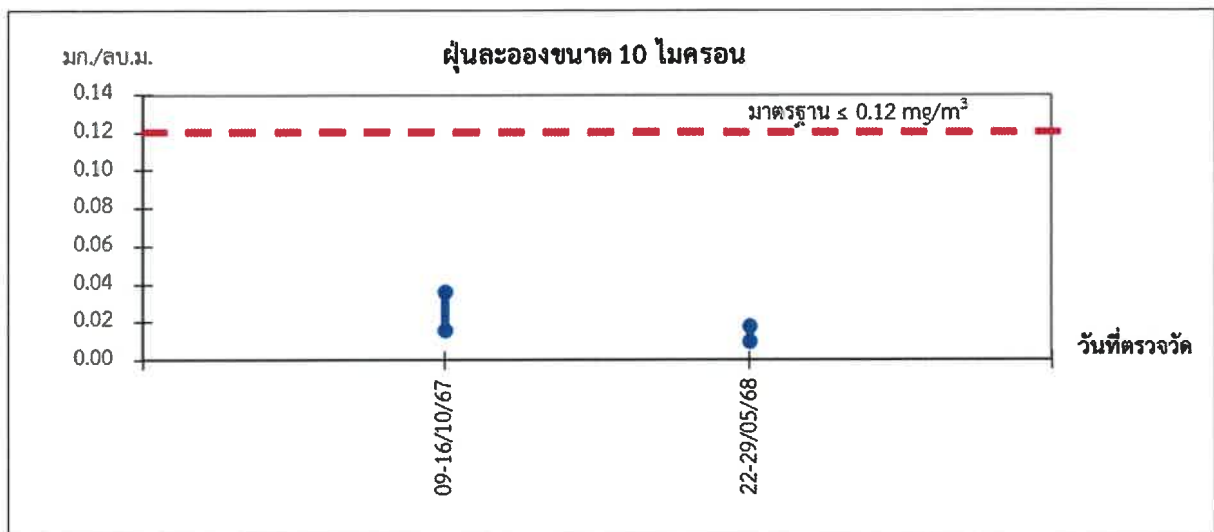 ฝุ่นละอองขนาด 10 ไมครอน
มก./ลบ.ม.
มาตรฐาน ≤ 0.12 mg/m³
0.14
0.12
0.10
0.08
0.06
0.04
0.02
0.00
วันที่ตรวจวัด
09-16/10/67
22-29/05/68